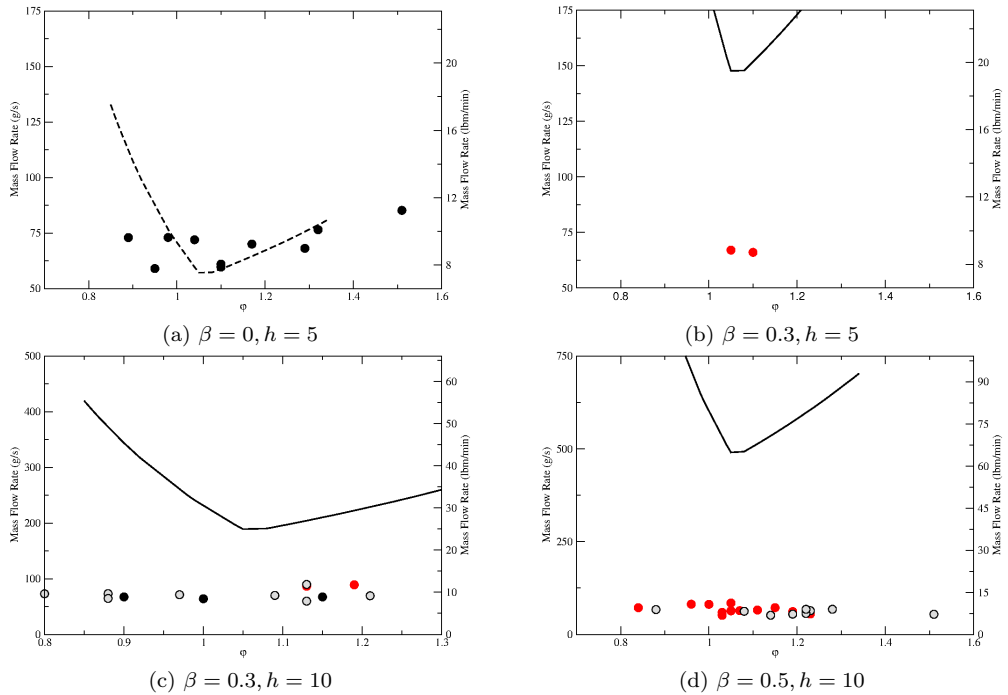 175
150
125
100
75
50
Mass Flow Rate (g/s)
20
16
12
8
Mass Flow Rate (lbm/min)
0.8 1 1.2 1.4 1.6
φ
(a) β = 0, h = 5
175
150
125
100
75
50
Mass Flow Rate (g/s)
20
16
12
8
Mass Flow Rate (lbm/min)
0.8 1 1.2 1.4 1.6
φ
(b) β = 0.3, h = 5
500
400
300
200
100
0
Mass Flow Rate (g/s)
60
50
40
30
20
10
0
Mass Flow Rate (lbm/min)
0.8 0.9 1 1.1 1.2 1.3
φ
(c) β = 0.3, h = 10
750
500
250
0
Mass Flow Rate (g/s)
90
75
60
45
30
15
0
Mass Flow Rate (lbm/min)
0.8 1 1.2 1.4 1.6
φ
(d) β = 0.5, h = 10